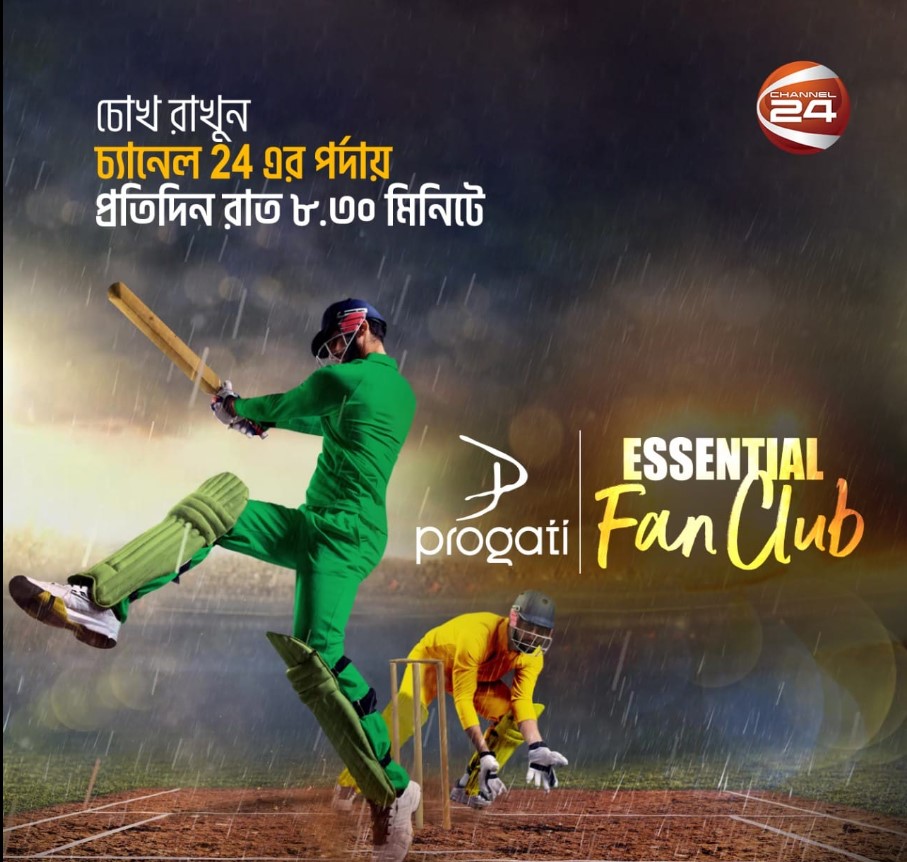 চোখ রাখুন
চ্যানেল 24 এর পর্দায়
প্রতিদিন রাত ৮.৩০ মিনিটে
CHANNEL
24
progati
ESSENTIAL
Fan Club